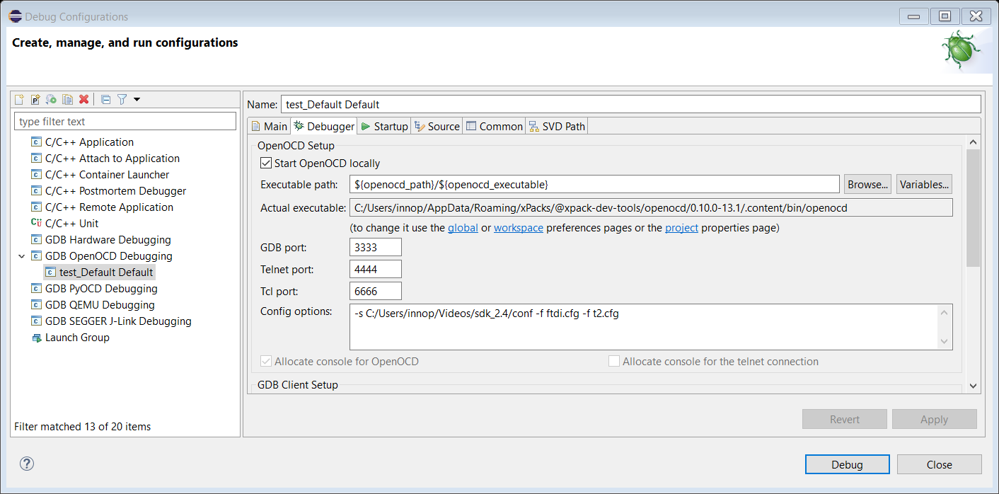 Debug Configurations
Create, manage, and run configurations
type filter text
C/C++ Application
C/C++ Attach to Application
C/C++ Container Launcher
C/C++ Postmortem Debugger
C/C++ Remote Application
C/C++ Unit
GDB Hardware Debugging
GDB OpenOCD Debugging
test_Default Default
GDB PyOCD Debugging
GDB QEMU Debugging
GDB SEGGER J-Link Debugging
Launch Group
Filter matched 13 of 20 items
Name: test_Default Default
Main Debugger Startup Source Common SVD Path
OpenOCD Setup
Start OpenOCD locally
Executable path: ${openocd_path}/${openocd_executable} Browse... Variables...
Actual executable: C:/Users/innop/AppData/Roaming/xPacks/@xpack-dev-tools/openocd/0.10.0-13.1/.content/bin/openocd
(to change it use the global or workspace preferences pages or the project properties page)
GDB port: 3333
Telnet port: 4444
Tcl port: 6666
Config options: -s C:/Users/innop/Videos/sdk_2.4/conf -f ftdi.cfg -f t2.cfg
Allocate console for OpenOCD Allocate console for the telnet connection
GDB Client Setup
Revert Apply
? Debug Close